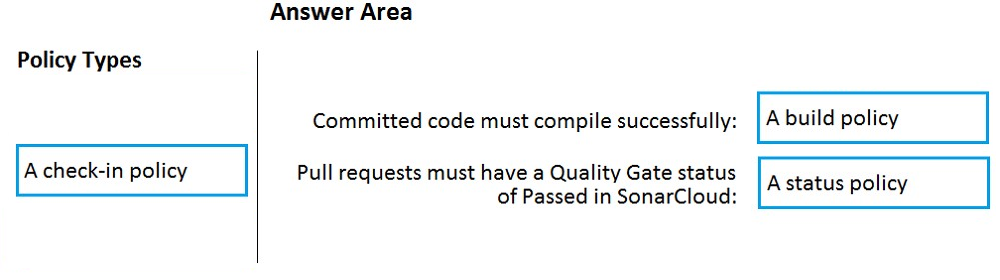 Answer Area
Policy Types
Committed code must compile successfully:
A build policy
A check-in policy
Pull requests must have a Quality Gate status
of Passed in SonarCloud:
A status policy